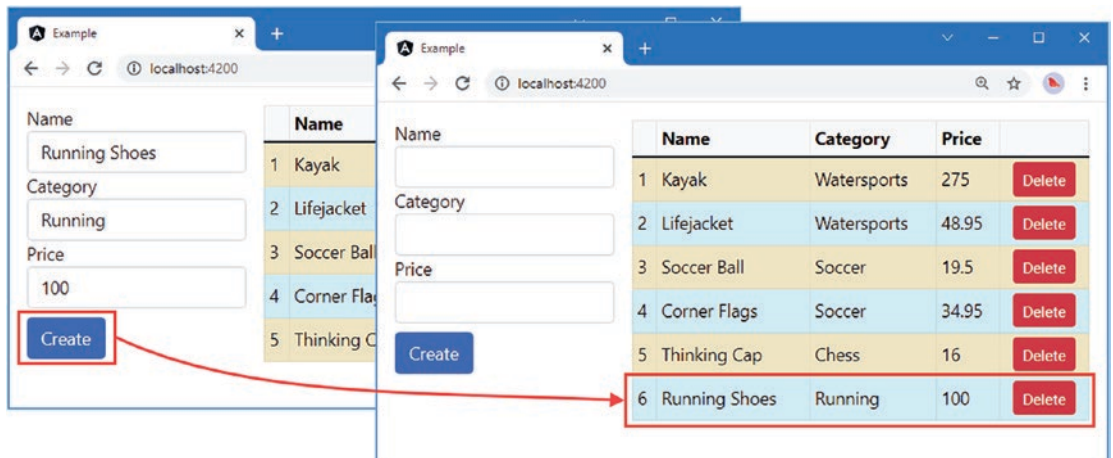 Example
localhost:4200
Name
Running Shoes
Category
Running
Price
100
Create
Name
1 Kayak
2 Lifejacket
3 Soccer Ball
4 Corner
5 Thinking
Example
localhost:4200
Name
Category
Price
Create
Name Category Price
1 Kayak Watersports 275 Delete
2 Lifejacket Watersports 48.95 Delete
3 Soccer Ball Soccer 19.5 Delete
4 Corner Flags Soccer 34.95 Delete
5 Thinking Cap Chess 16 Delete
6 Running Shoes Running 100 Delete